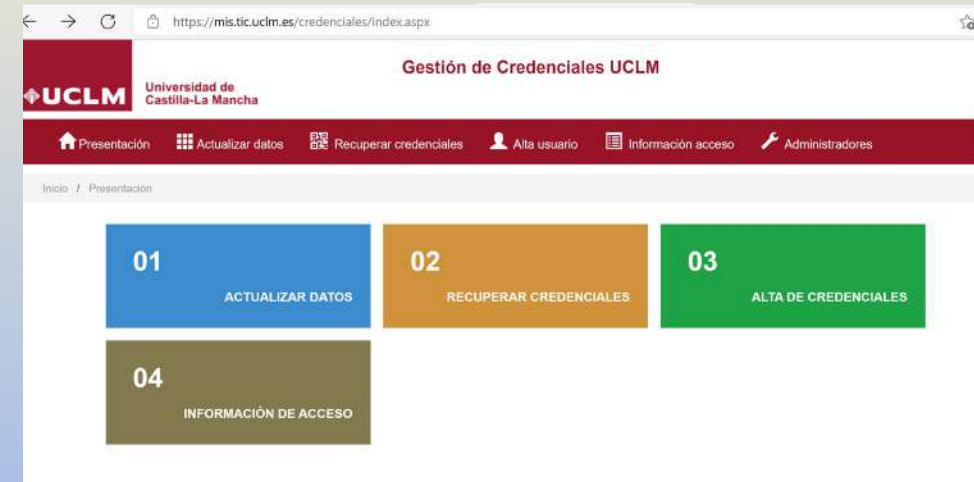 https://mis.tic.uclm.es/credenciales/index.aspx
Gestión de Credenciales UCLM
UCLM
Universidad de
Castilla-La Mancha
Presentación Actualizar datos Recuperar credenciales Alta usuario Información acceso Administradores
Inicio / Presentación
01 02 03
ACTUALIZAR DATOS RECUPERAR CREDENCIALES ALTA DE CREDENCIALES
04
INFORMACIÓN DE ACCESO